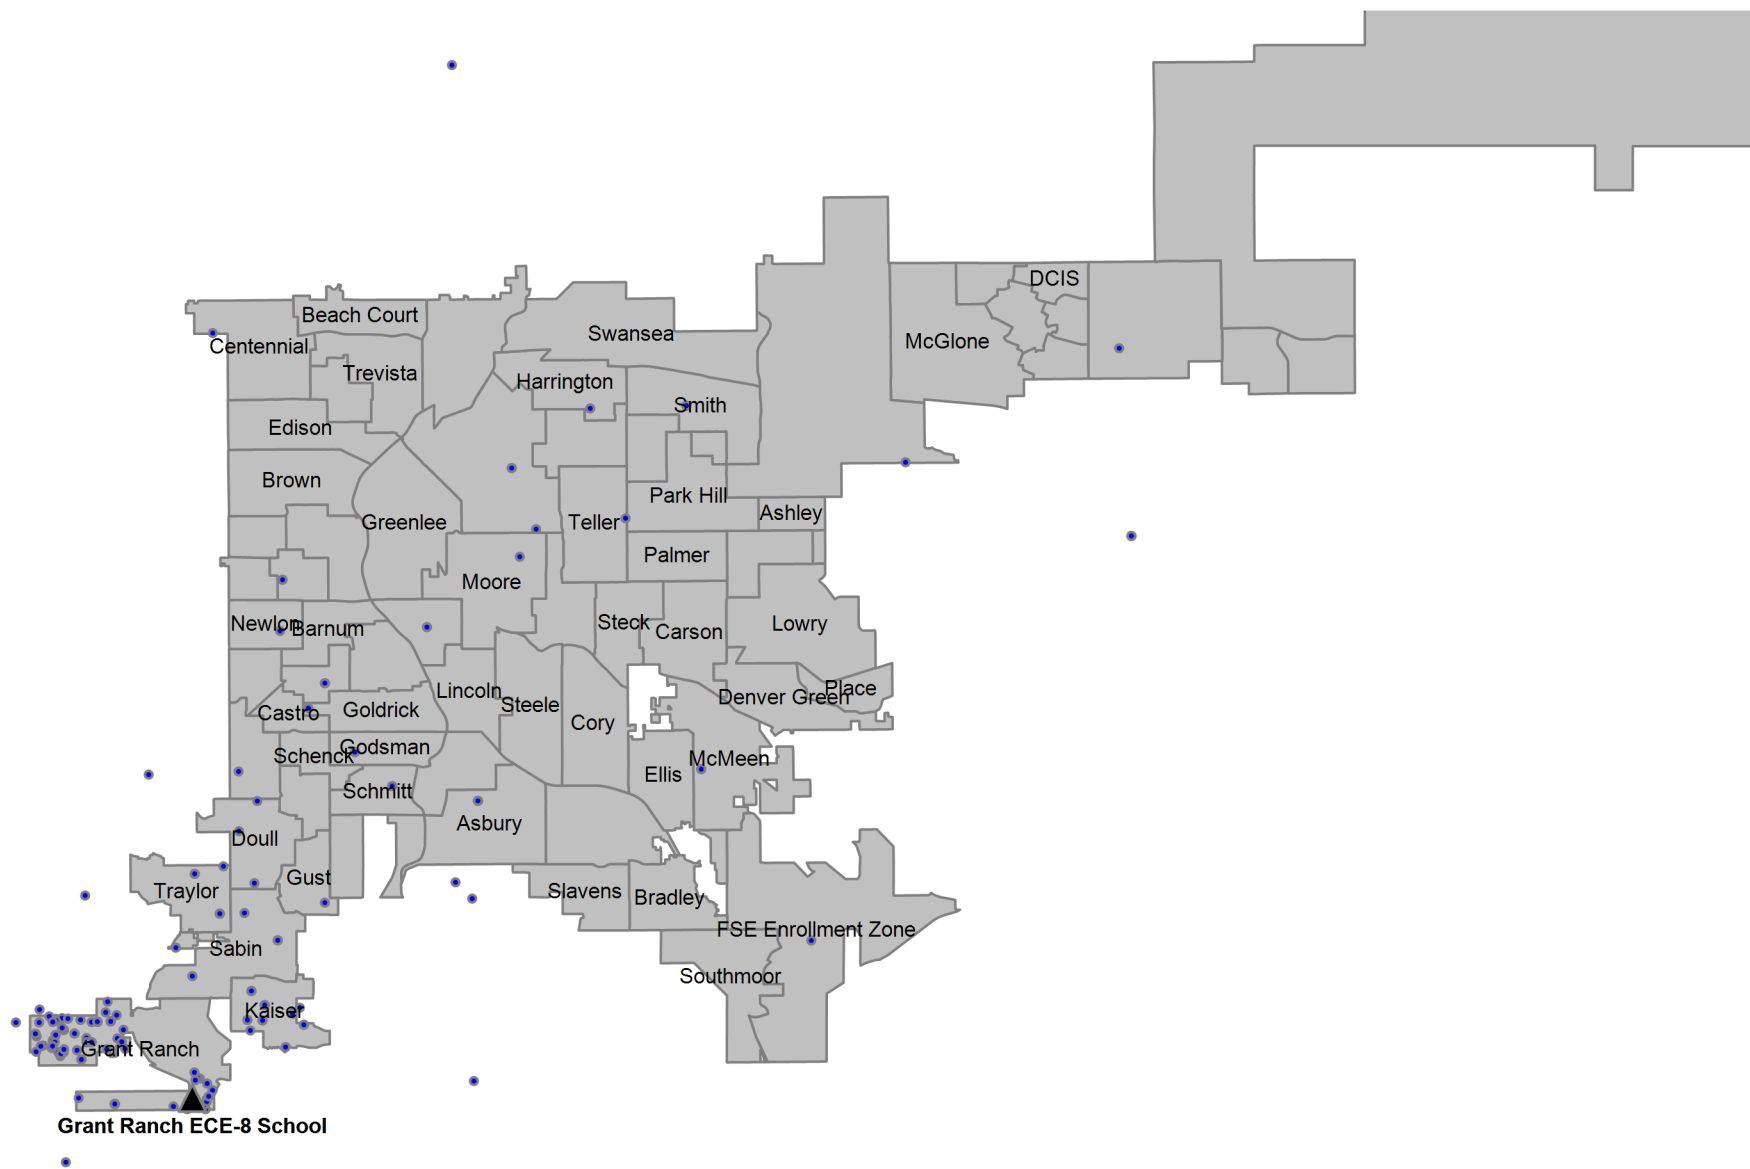 DCIS
Beach Court
Swansea
McGlone
Centennial
Trevista
Harrington
Smith
Edison
Brown
Park Hill
Ashley
Greenlee
Teller
Palmer
Moore
Newlon
Barnum
Steck
Carson
Lowry
Lincoln
Steele
Denver Green
Place
Castro
Goldrick
Cory
Schenck
Godsman
McMeen
Ellis
Schmitt
Asbury
Doull
Gust
Traylor
Slavens
Bradley
FSE Enrollment Zone
Sabin
Southmoor
Kaiser
Grant Ranch
Grant Ranch ECE-8 School